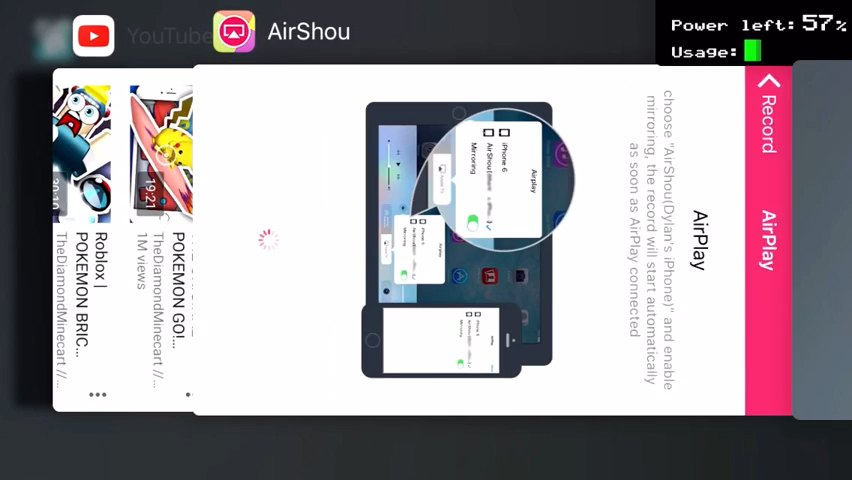 YouTube
AirShou
Power left: 57%
Usage:
Record
AirPlay
AirPlay
choose "AirShou(Dylan's iPhone)" and enable
mirroring, the record will start automatically
as soon as AirPlay connected
Airplay
iPhone 6
Mirroring
19:21
POKEMON GO!...
TheDiamondMinecart // ...
1M views
Roblox |
POKEMON BRIC...
TheDiamondMinecart // ...